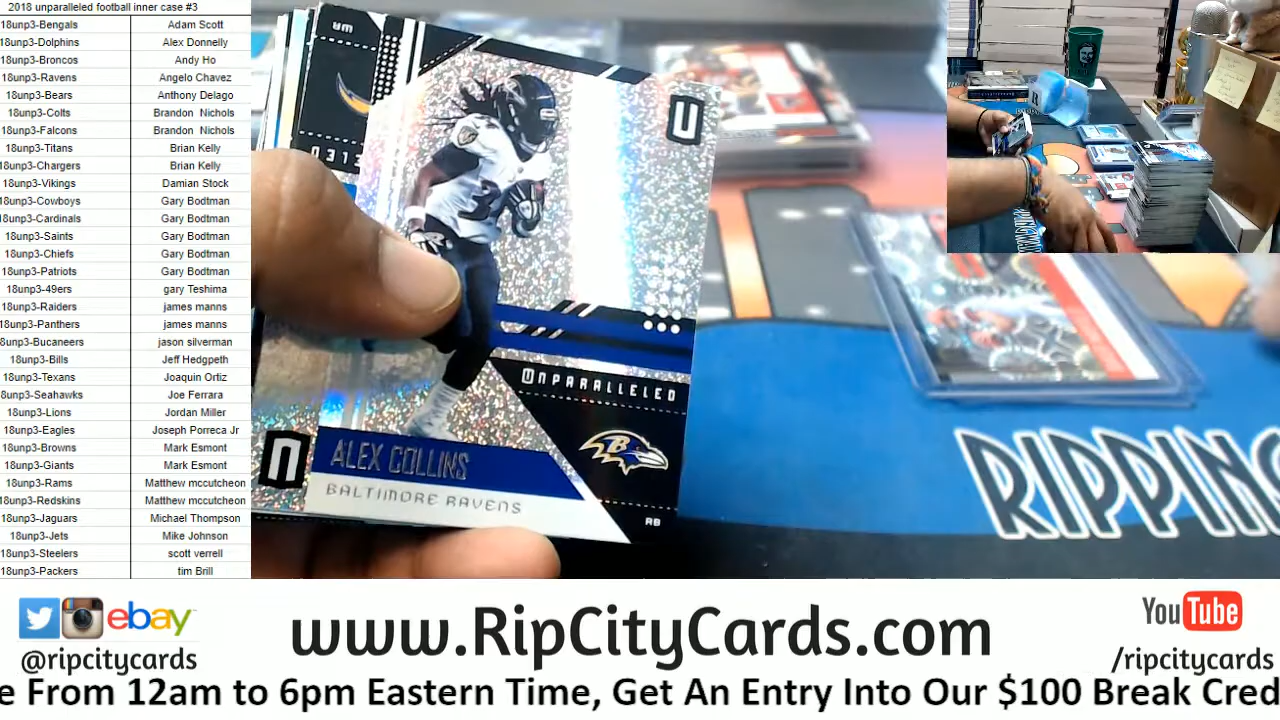 2018 unparalleled football inner case #3
18unp3-Bengals Adam Scott
18unp3-Dolphins Alex Donnelly
18unp3-Broncos Andy Ho
18unp3-Ravens Angelo Chavez
18unp3-Bears Anthony Delago
18unp3-Colts Brandon Nichols
18unp3-Falcons Brandon Nichols
18unp3-Titans Brian Kelly
18unp3-Chargers Brian Kelly
18unp3-Vikings Damian Stock
18unp3-Cowboys Gary Bodtman
18unp3-Cardinals Gary Bodtman
18unp3-Saints Gary Bodtman
18unp3-Chiefs Gary Bodtman
18unp3-Patriots Gary Bodtman
18unp3-49ers gary Teshima
18unp3-Raiders james manns
18unp3-Panthers james manns
8unp3-Bucaneers jason silverman
18unp3-Bills Jeff Hedgpeth
18unp3-Texans Joaquin Ortiz
8unp3-Seahawks Joe Ferrara
18unp3-Lions Jordan Miller
18unp3-Eagles Joseph Porreca Jr
18unp3-Browns Mark Esmont
18unp3-Giants Mark Esmont
18unp3-Rams Matthew mccutcheon
18unp3-Redskins Matthew mccutcheon
18unp3-Jaguars Michael Thompson
18unp3-Jets Mike Johnson
18unp3-Steelers scott verrell
18unp3-Packers tim Brill
WR
U
34
UNPARALLELED
U
ALEX COLLINS
BALTIMORE RAVENS
B
RB
RIPPING
ebay
@ripcitycards
www.RipCityCards.com
YouTube
/ripcitycards
e From 12am to 6pm Eastern Time, Get An Entry Into Our $100 Break Cred